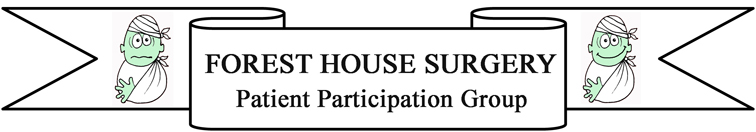 FOREST HOUSE SURGERY
Patient Participation Group